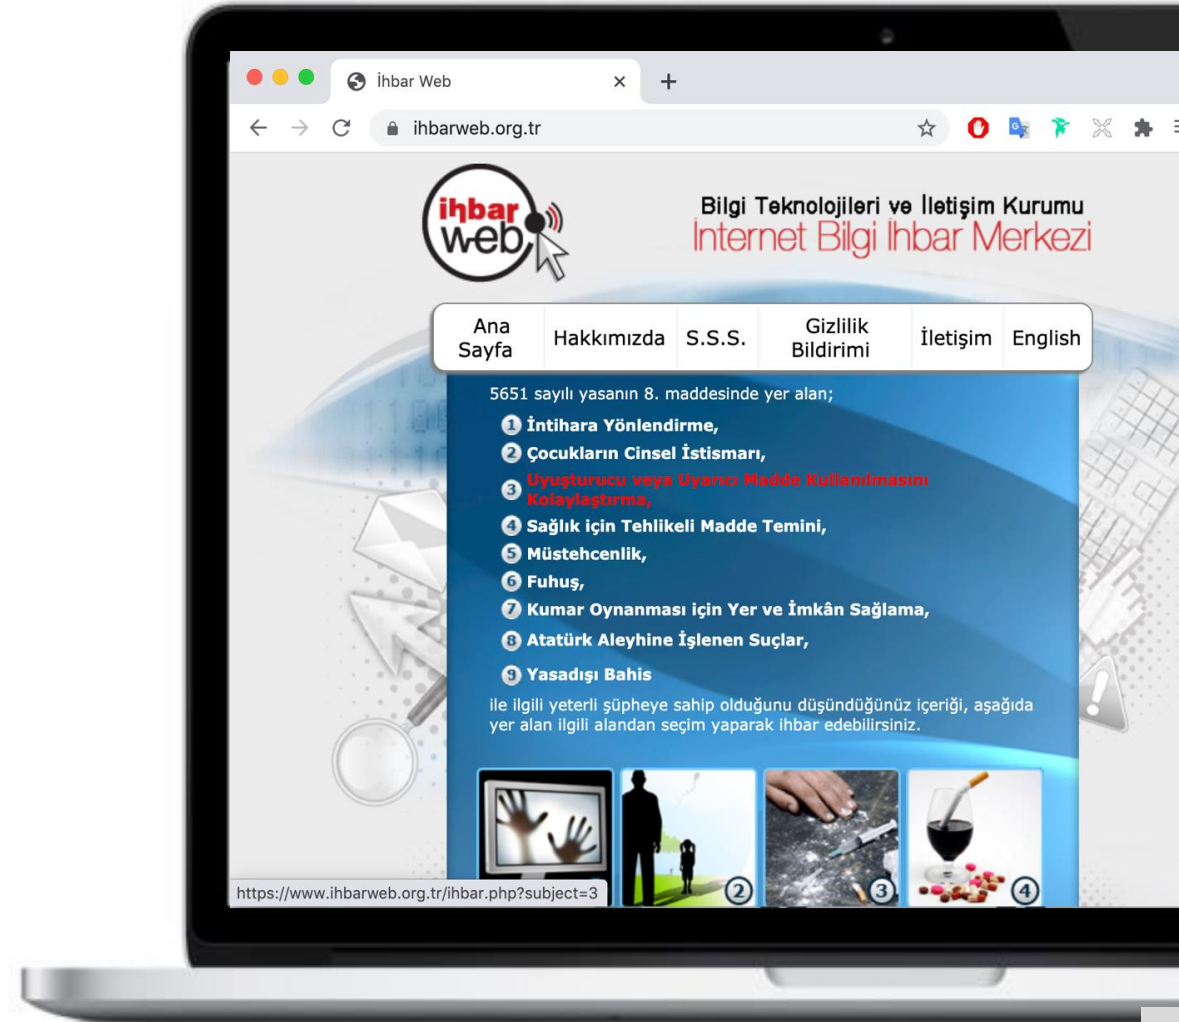 İhbar Web
ihbarweb.org.tr
ihbar
web
Bilgi Teknolojileri ve İletişim Kurumu
İnternet Bilgi İhbar Merkezi
Ana
Sayfa
Hakkımızda
S.S.S.
Gizlilik
Bildirimi
İletişim
English
5651 sayılı yasanın 8. maddesinde yer alan;
1 İntihara Yönlendirme,
2 Çocukların Cinsel İstismarı,
3 Uyuşturucu veya Uyarıcı Madde Kullanılmasını
Kolaylaştırma,
4 Sağlık için Tehlikeli Madde Temini,
5 Müstehcenlik,
6 Fuhuş,
7 Kumar Oynanması için Yer ve İmkân Sağlama,
8 Atatürk Aleyhine İşlenen Suçlar,
9 Yasadışı Bahis
ile ilgili yeterli şüpheye sahip olduğunu düşündüğünüz içeriği, aşağıda
yer alan ilgili alandan seçim yaparak ihbar edebilirsiniz.
2
3
4
https://www.ihbarweb.org.tr/ihbar.php?subject=3